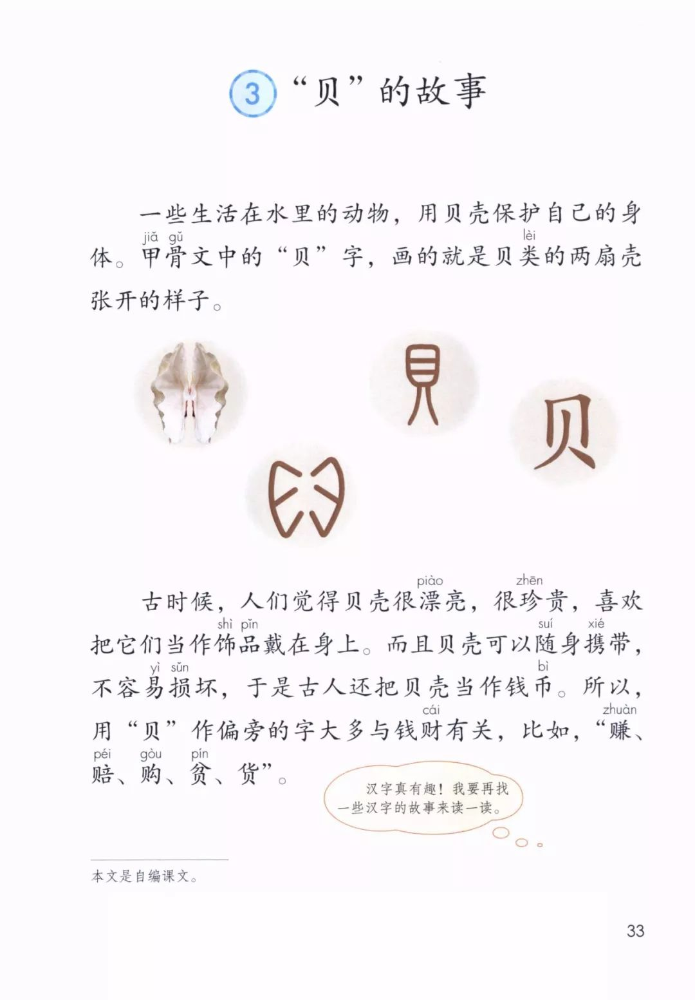 3 “贝”的故事
一些生活在水里的动物，用贝壳保护自己的身
jiǎ gǔ lèi
体。甲骨文中的“贝”字，画的就是贝类的两扇壳
张开的样子。
貝
贝
piào zhēn
古时候，人们觉得贝壳很漂亮，很珍贵，喜欢
shì pǐn suí xié
把它们当作饰品戴在身上。而且贝壳可以随身携带，
yì sǔn bì
不容易损坏，于是古人还把贝壳当作钱币。所以，
cái zhuàn
用“贝”作偏旁的字大多与钱财有关，比如，“赚、
péi gòu pín
赔、购、贫、货”。
汉字真有趣！我要再找
一些汉字的故事来读一读。
本文是自编课文。
33